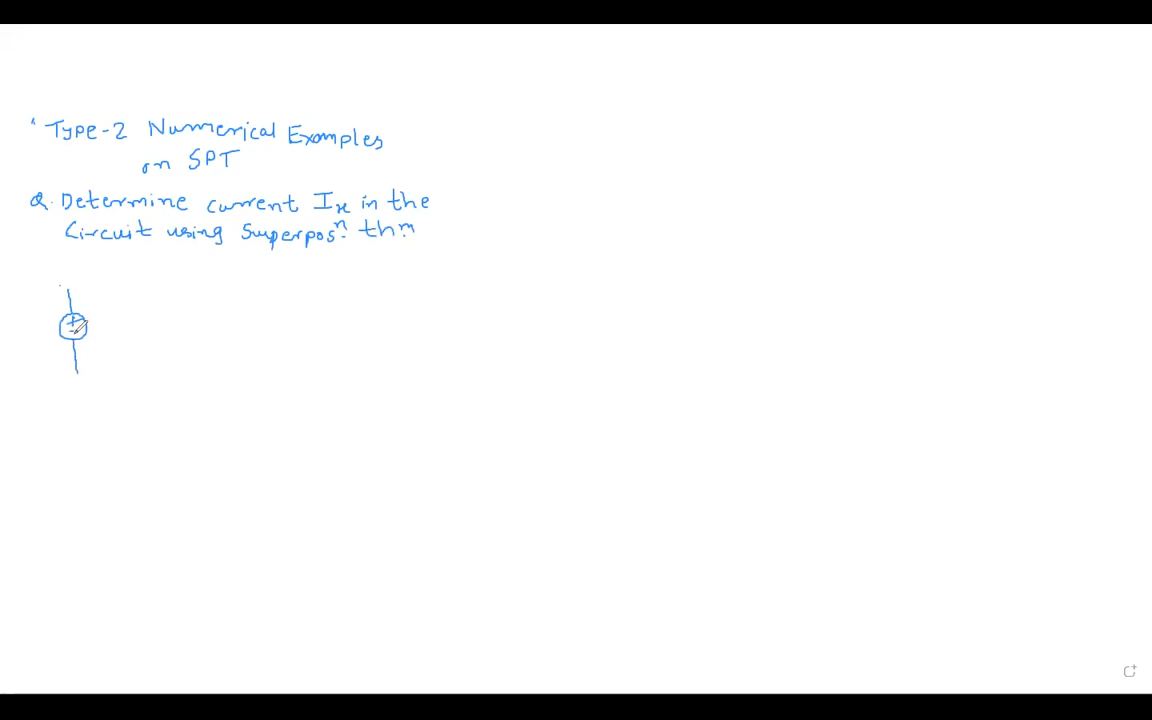 Type-2 Numerical Examples
on SPT
Q. Determine current Ix in the
Circuit using Superposⁿ. thm
+
-